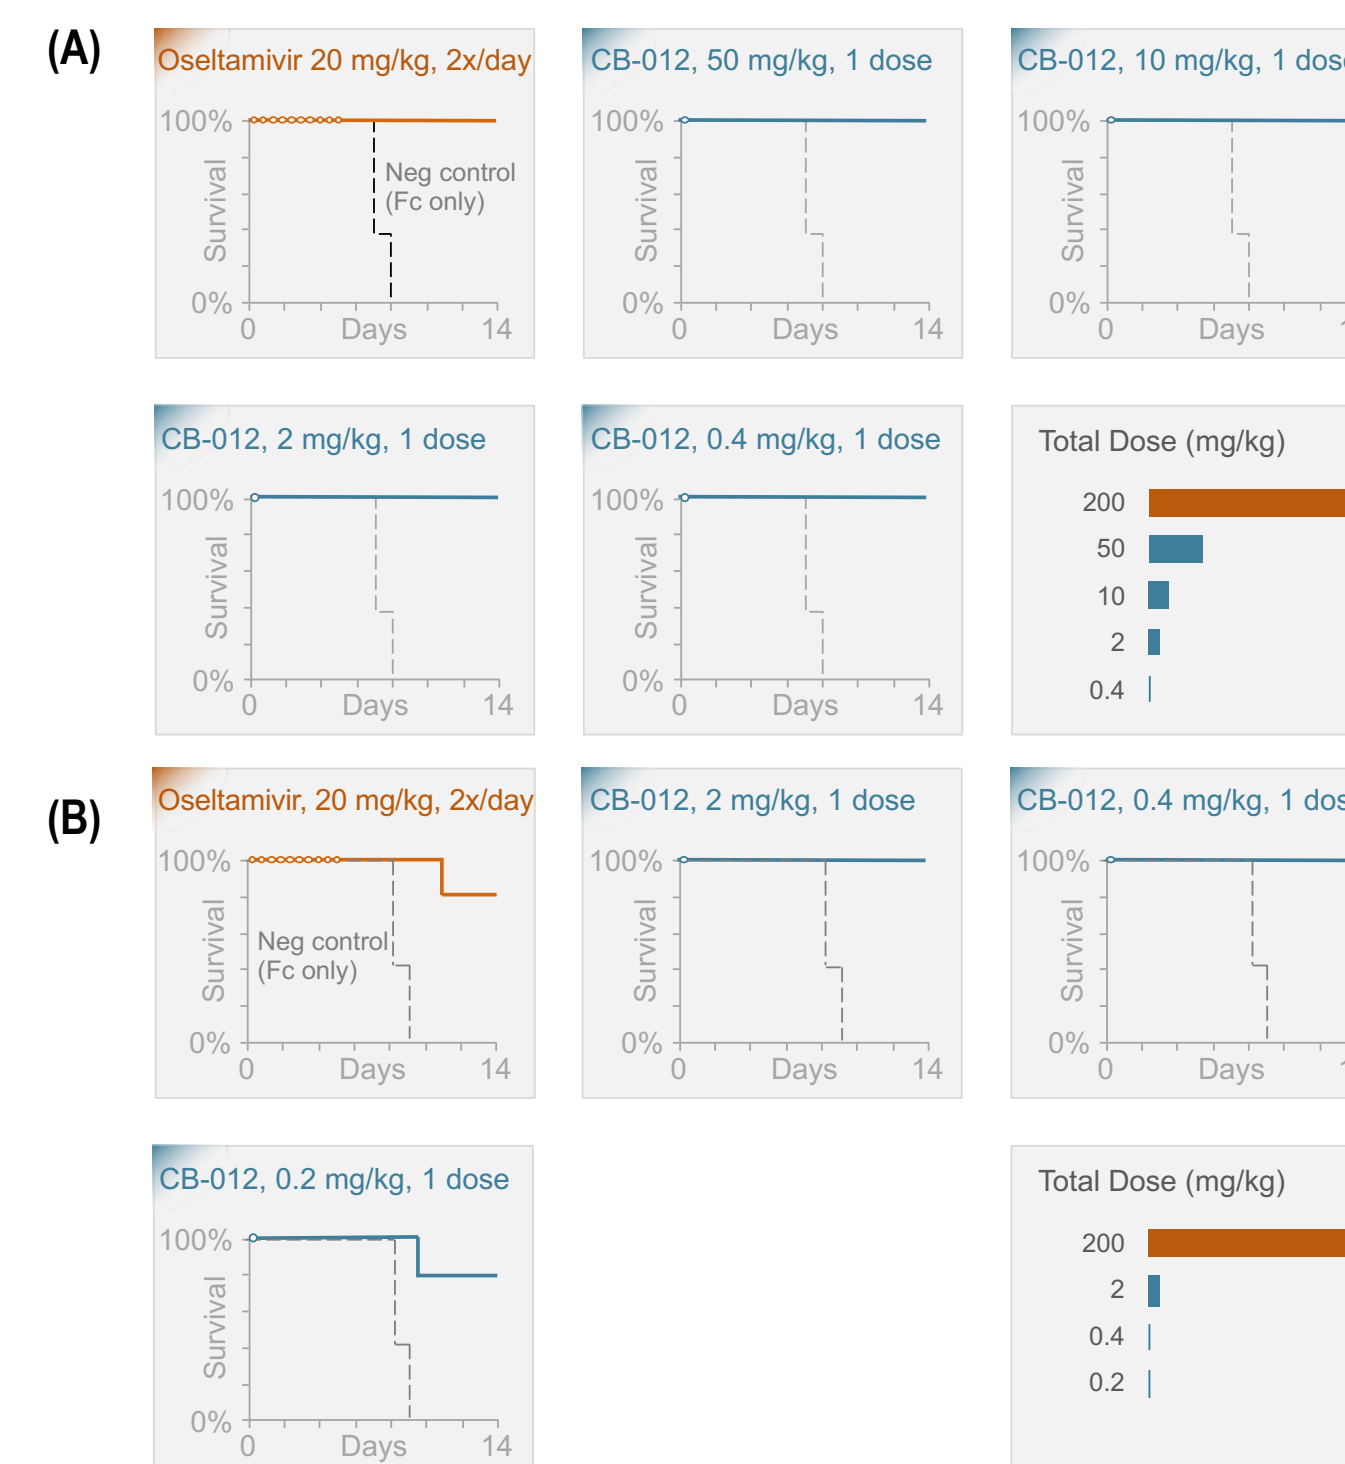 (A)
Oseltamivir 20 mg/kg, 2x/day
100%
Survival
Neg control
(Fc only)
0%
0
Days
14
CB-012, 50 mg/kg, 1 dose
100%
Survival
0%
0
Days
14
CB-012, 10 mg/kg, 1 dos
100%
Survival
0%
0
Days
CB-012, 2 mg/kg, 1 dose
100%
Survival
0%
0
Days
14
CB-012, 0.4 mg/kg, 1 dose
100%
Survival
0%
0
Days
14
Total Dose (mg/kg)
200
50
10
2
0.4
(B)
Oseltamivir, 20 mg/kg, 2x/day
100%
Survival
Neg control
(Fc only)
0%
0
Days
14
CB-012, 2 mg/kg, 1 dose
100%
Survival
0%
0
Days
14
CB-012, 0.4 mg/kg, 1 dos
100%
Survival
0%
0
Days
CB-012, 0.2 mg/kg, 1 dose
100%
Survival
0%
0
Days
14
Total Dose (mg/kg)
200
2
0.4
0.2